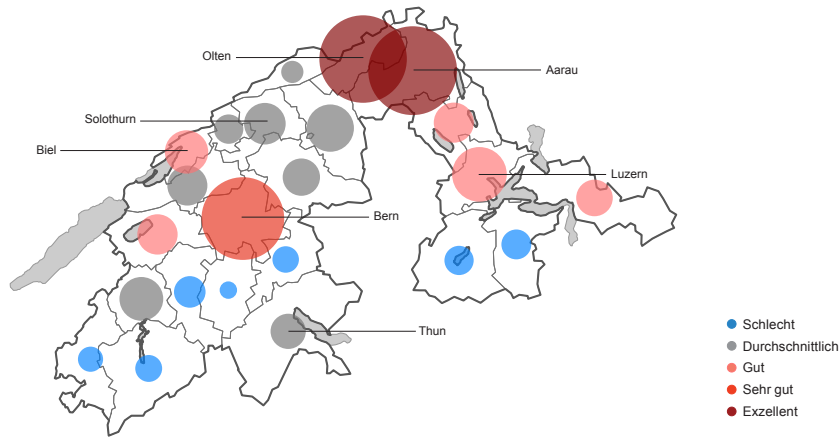 Olten
Aarau
Solothurn
Biel
Luzern
Bern
Thun
Schlecht
Durchschnittlich
Gut
Sehr gut
Exzellent